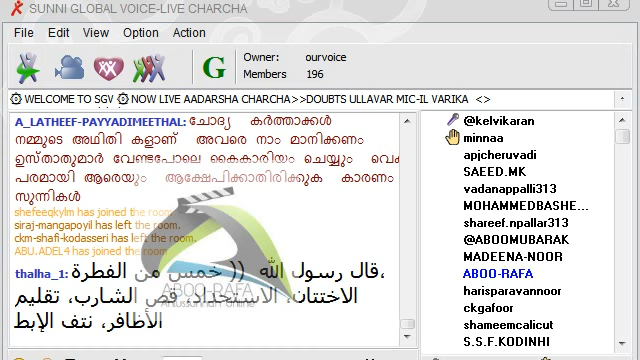 SUNNI GLOBAL VOICE-LIVE CHARCHA
File Edit View Option Action
G
Owner: ourvoice
Members 196
WELCOME TO SGV NOW LIVE AADARSHA CHARCHA>>DOUBTS ULLAVAR MIC-IL VARIKA <>
A_LATHEEF-PAYYADIMEETHAL: ചോദ്യ കർത്താക്കൾ
നമ്മുടെ അഥിതി കളാണ് അവരെ നാം മാനിക്കണം
ഉസ്താതുമാർ വേണ്ടപോലെ കൈകാരിയം ചെയ്യും
പരമായി ആരെയും ആക്ഷേപിക്കാതിരിക്കുക കാരണം
സുന്നികൾ
shefeeqkylm has joined the room.
siraj-mangapoyil has left the room.
ckm-shafi-kodasseri has left the room.
ABU.ADEL4 has joined the room.
thalha_1: قال رسول الله (( خمس من الفطرة،
الاختتان، الاستحداد، قص الشارب، تقليم
الأظافر، نتف الإبط
ABOO-RAFA
@kelvikaran
minnaa
apjcheruvadi
SAEED.MK
vadanappalli313
MOHAMMEDBASHE...
shareef.npallar313
@ABOOMUBARAK
MADEENA-NOOR
ABOO-RAFA
harisparavannoor
ckgafoor
shameemcalicut
S.S.F.KODINHI